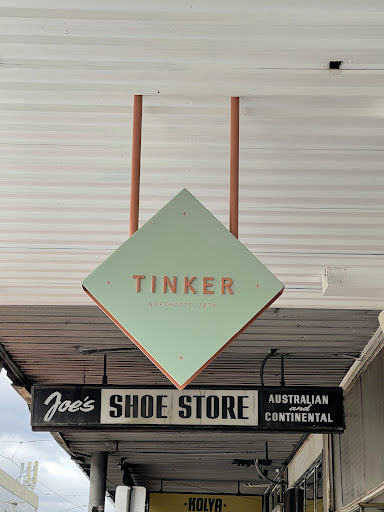 TINKER
NORTHCOTE 3070
Joe's SHOE STORE AUSTRALIAN
and
CONTINENTAL
KOLYA